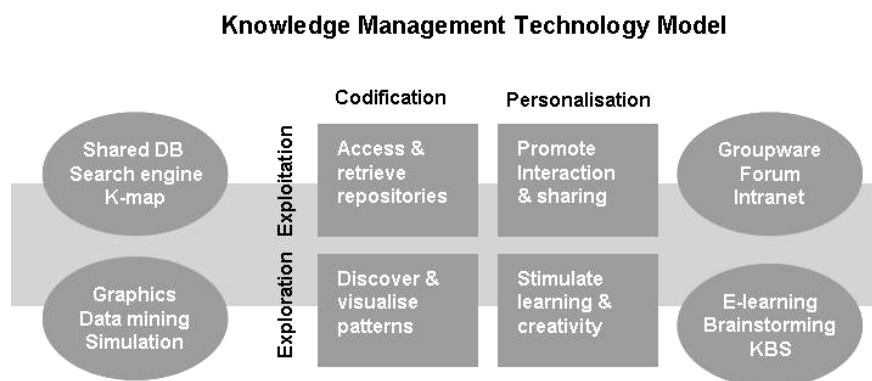 Knowledge Management Technology Model
Codification
Personalisation
Shared DB
Search engine
K-map
Exploitation
Access &
retrieve
repositories
Promote
Interaction
& sharing
Groupware
Forum
Intranet
Graphics
Data mining
Simulation
Exploration
Discover &
visualise
patterns
Stimulate
learning &
creativity
E-learning
Brainstorming
KBS